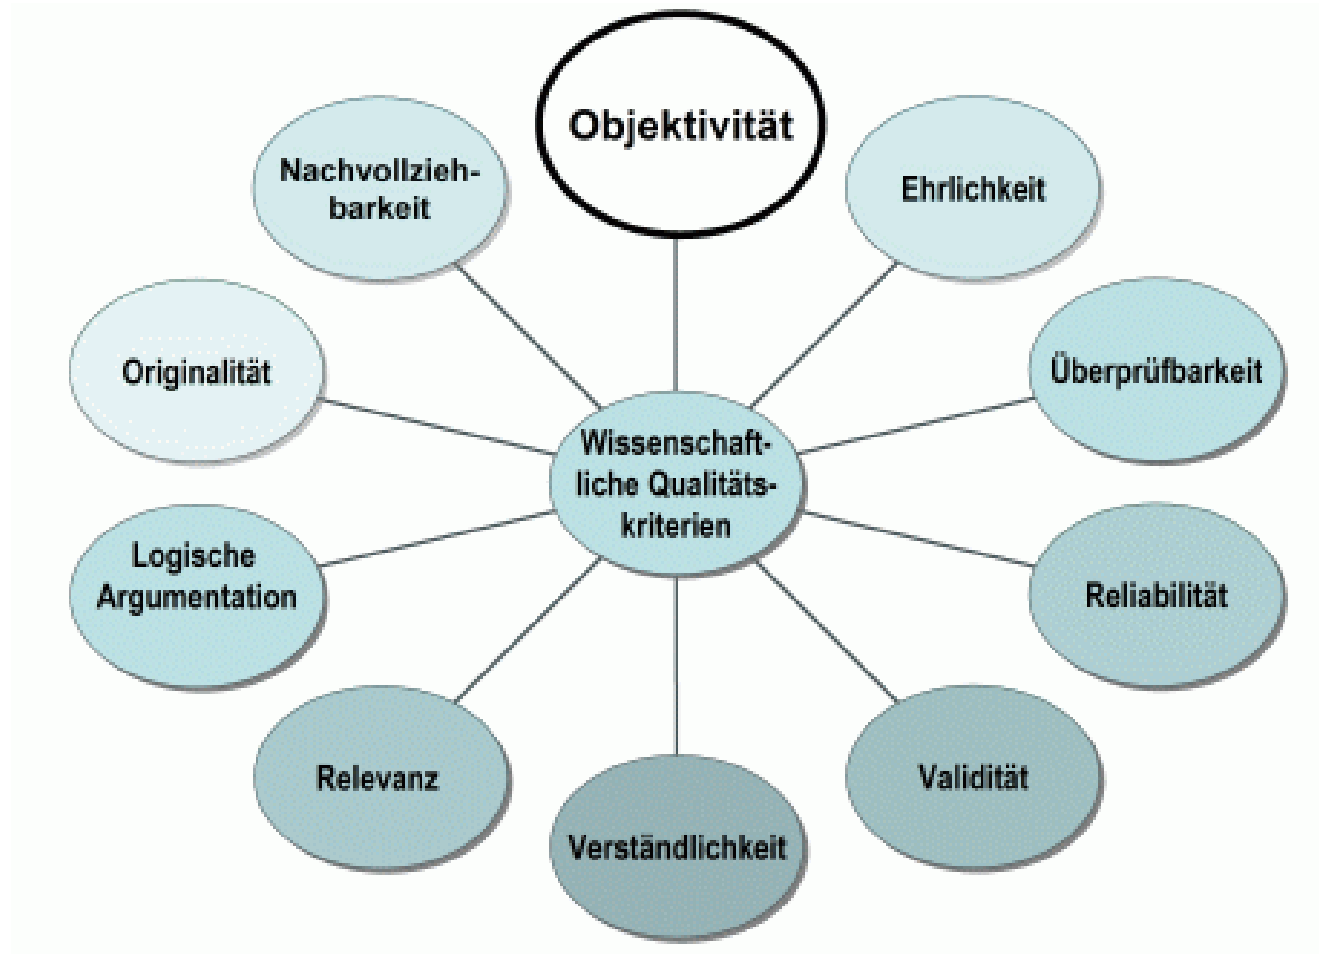 Objektivität
Nachvollzieh-
barkeit
Ehrlichkeit
Originalität
Überprüfbarkeit
Wissenschaft-
liche Qualitäts-
kriterien
Logische
Argumentation
Reliabilität
Relevanz
Validität
Verständlichkeit